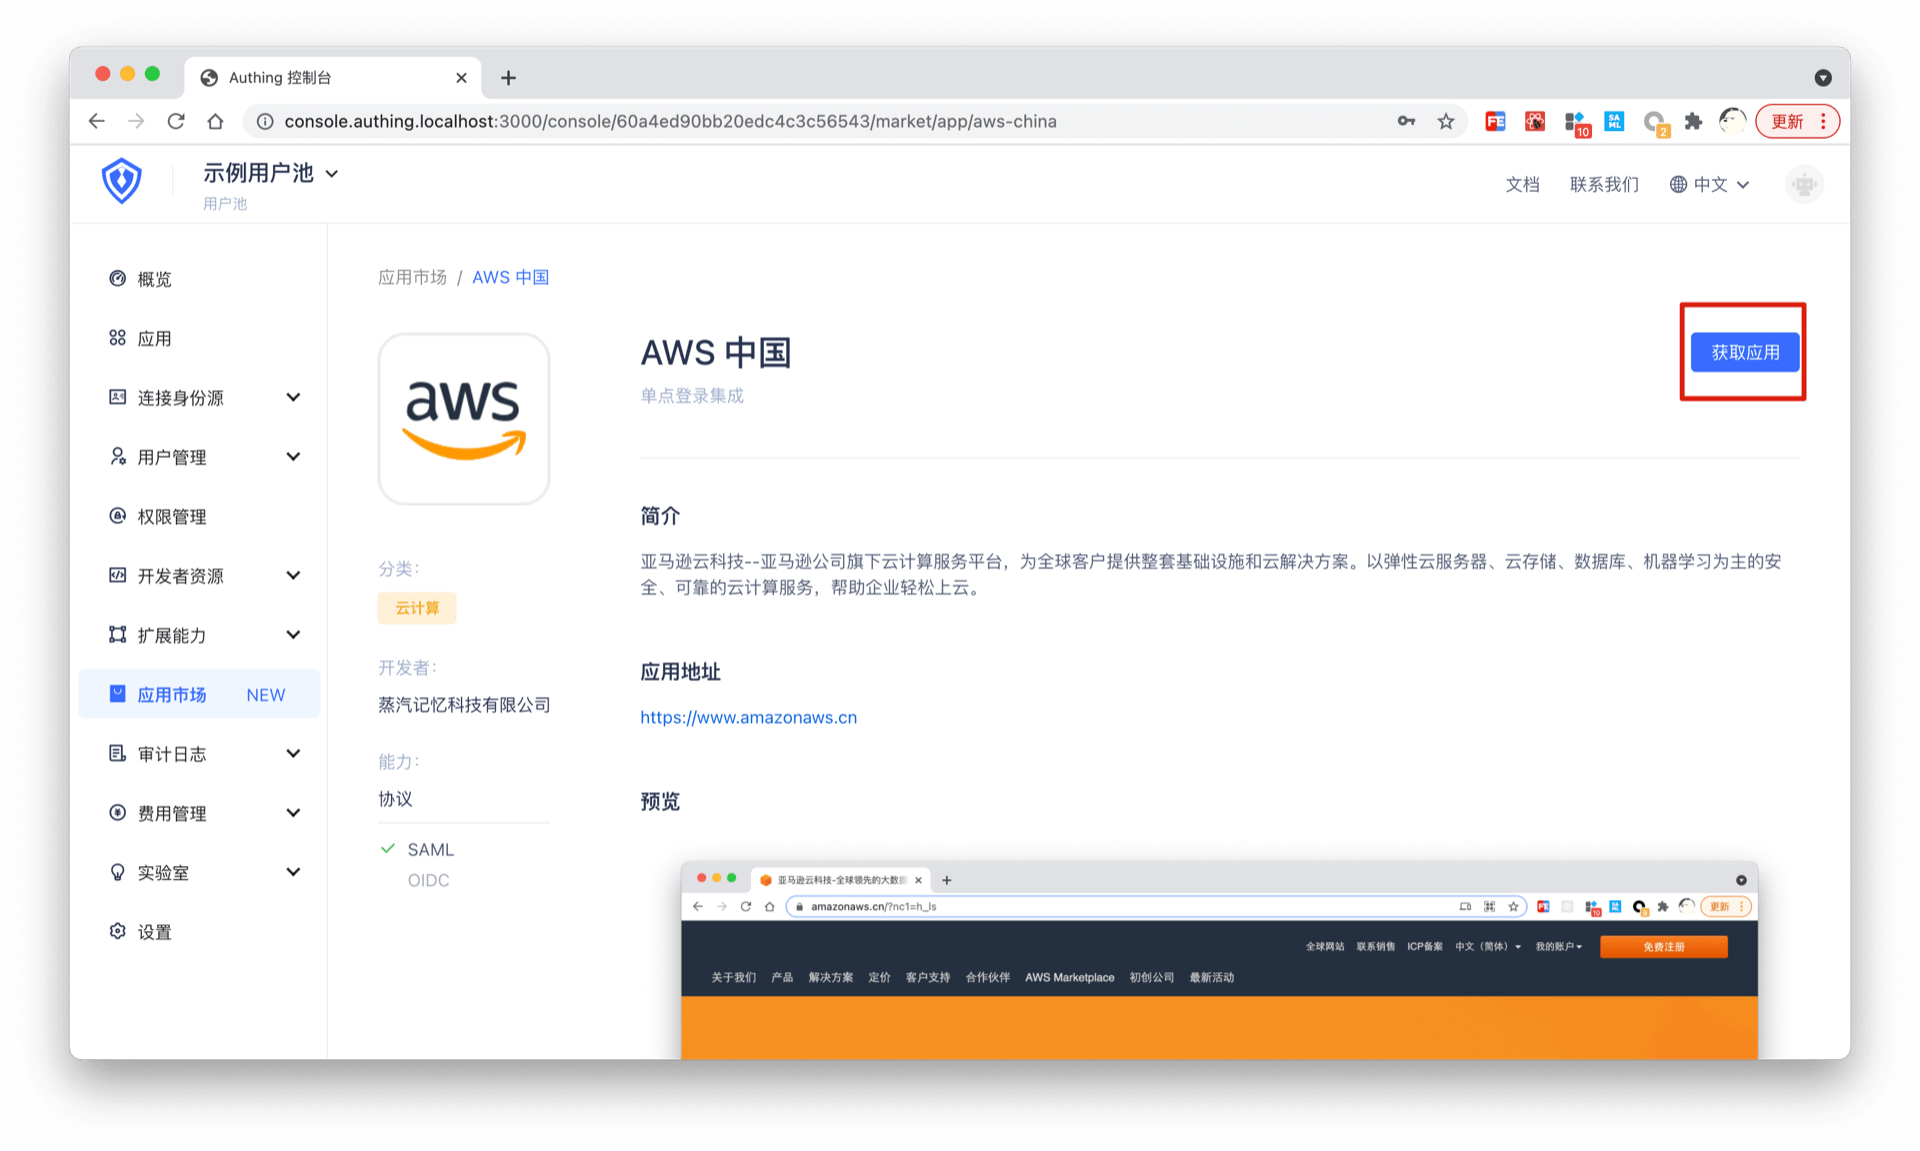 Authing 控制台
console.authing.localhost:3000/console/60a4ed90bb20edc4c3c56543/market/app/aws-china
FE
10
SA
ML
2
更新
示例用户池
用户池
文档
联系我们
中文
概览
应用
连接身份源
用户管理
权限管理
开发者资源
扩展能力
应用市场 NEW
审计日志
费用管理
实验室
设置
应用市场 / AWS 中国
aws
分类：
云计算
开发者：
蒸汽记忆科技有限公司
能力：
协议
SAML
OIDC
AWS 中国
单点登录集成
获取应用
简介
亚马逊云科技--亚马逊公司旗下云计算服务平台，为全球客户提供整套基础设施和云解决方案。以弹性云服务器、云存储、数据库、机器学习为主的安
全、可靠的云计算服务，帮助企业轻松上云。
应用地址
https://www.amazonaws.cn
预览
亚马逊云科技-全球领先的大数据
amazonaws.cn/?nc1=h_ls
FE
10
更新
全球网站 联系销售 ICP备案 中文（简体） 我的账户 免费注册
关于我们 产品 解决方案 定价 客户支持 合作伙伴 AWS Marketplace 初创公司 最新活动